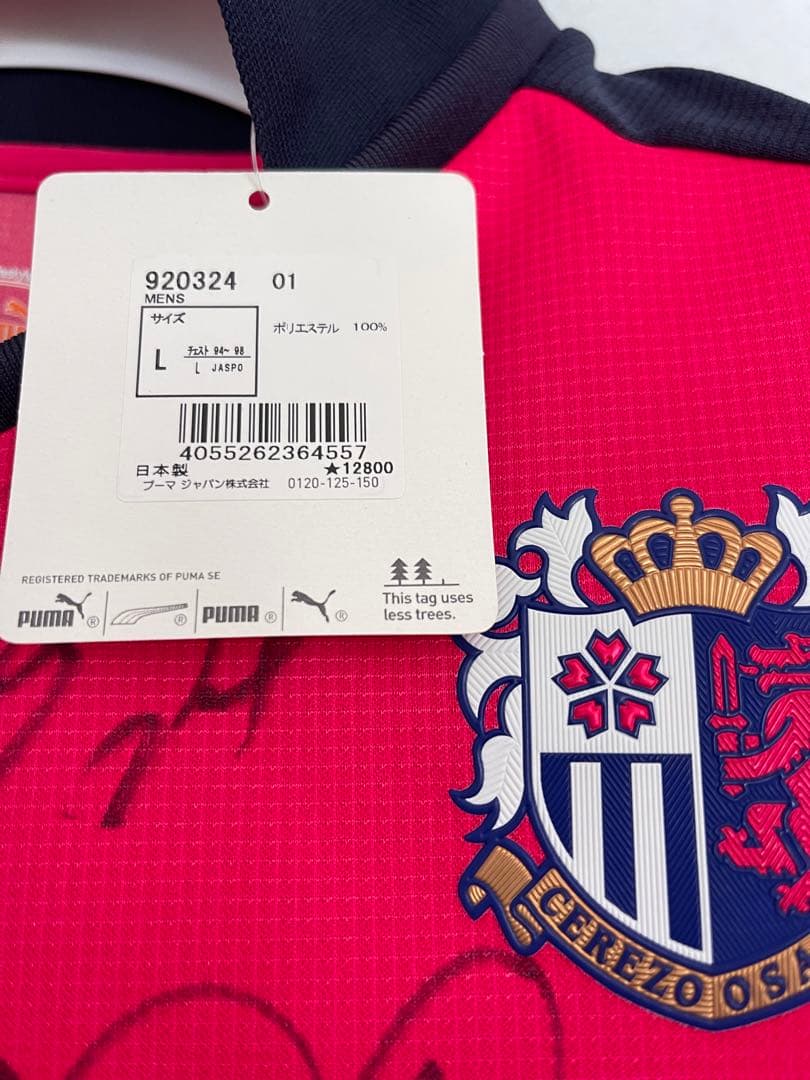 920324 01
MENS
サイズ
ポリエステル 100%
L チェスト 94~ 98
L JASPO
4055262364557
日本製 ★12800
プーマ ジャパン株式会社 0120-125-150
REGISTERED TRADEMARKS OF PUMA SE
PUMA ® ® PUMA ® ®
This tag uses
less trees.
24
CEREZO OSA